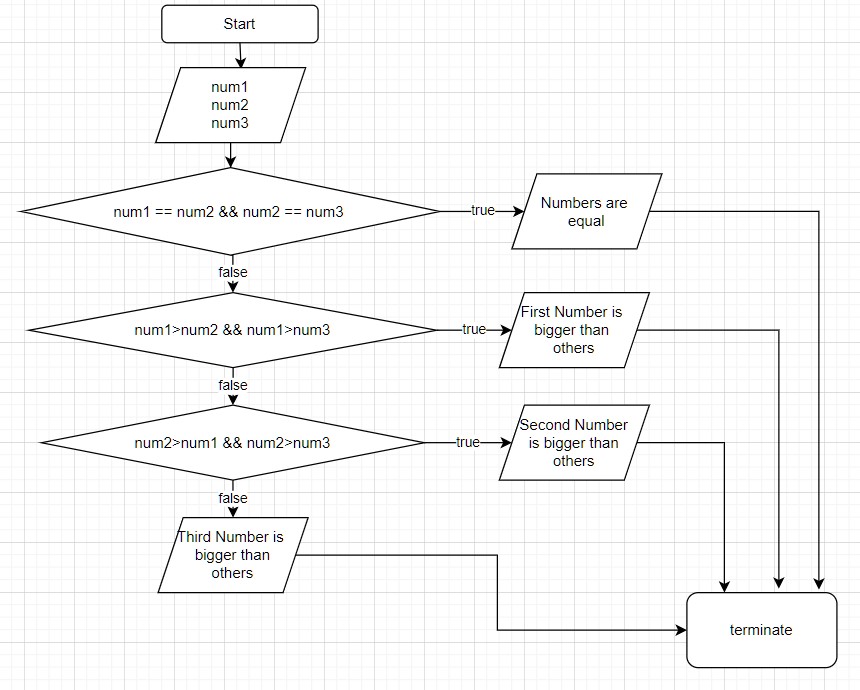 Start
num1
num2
num3
num1 == num2 && num2 == num3
true
Numbers are
equal
false
num1>num2 && num1>num3
true
First Number is
bigger than
others
false
num2>num1 && num2>num3
true
Second Number
is bigger than
others
false
Third Number is
bigger than
others
terminate